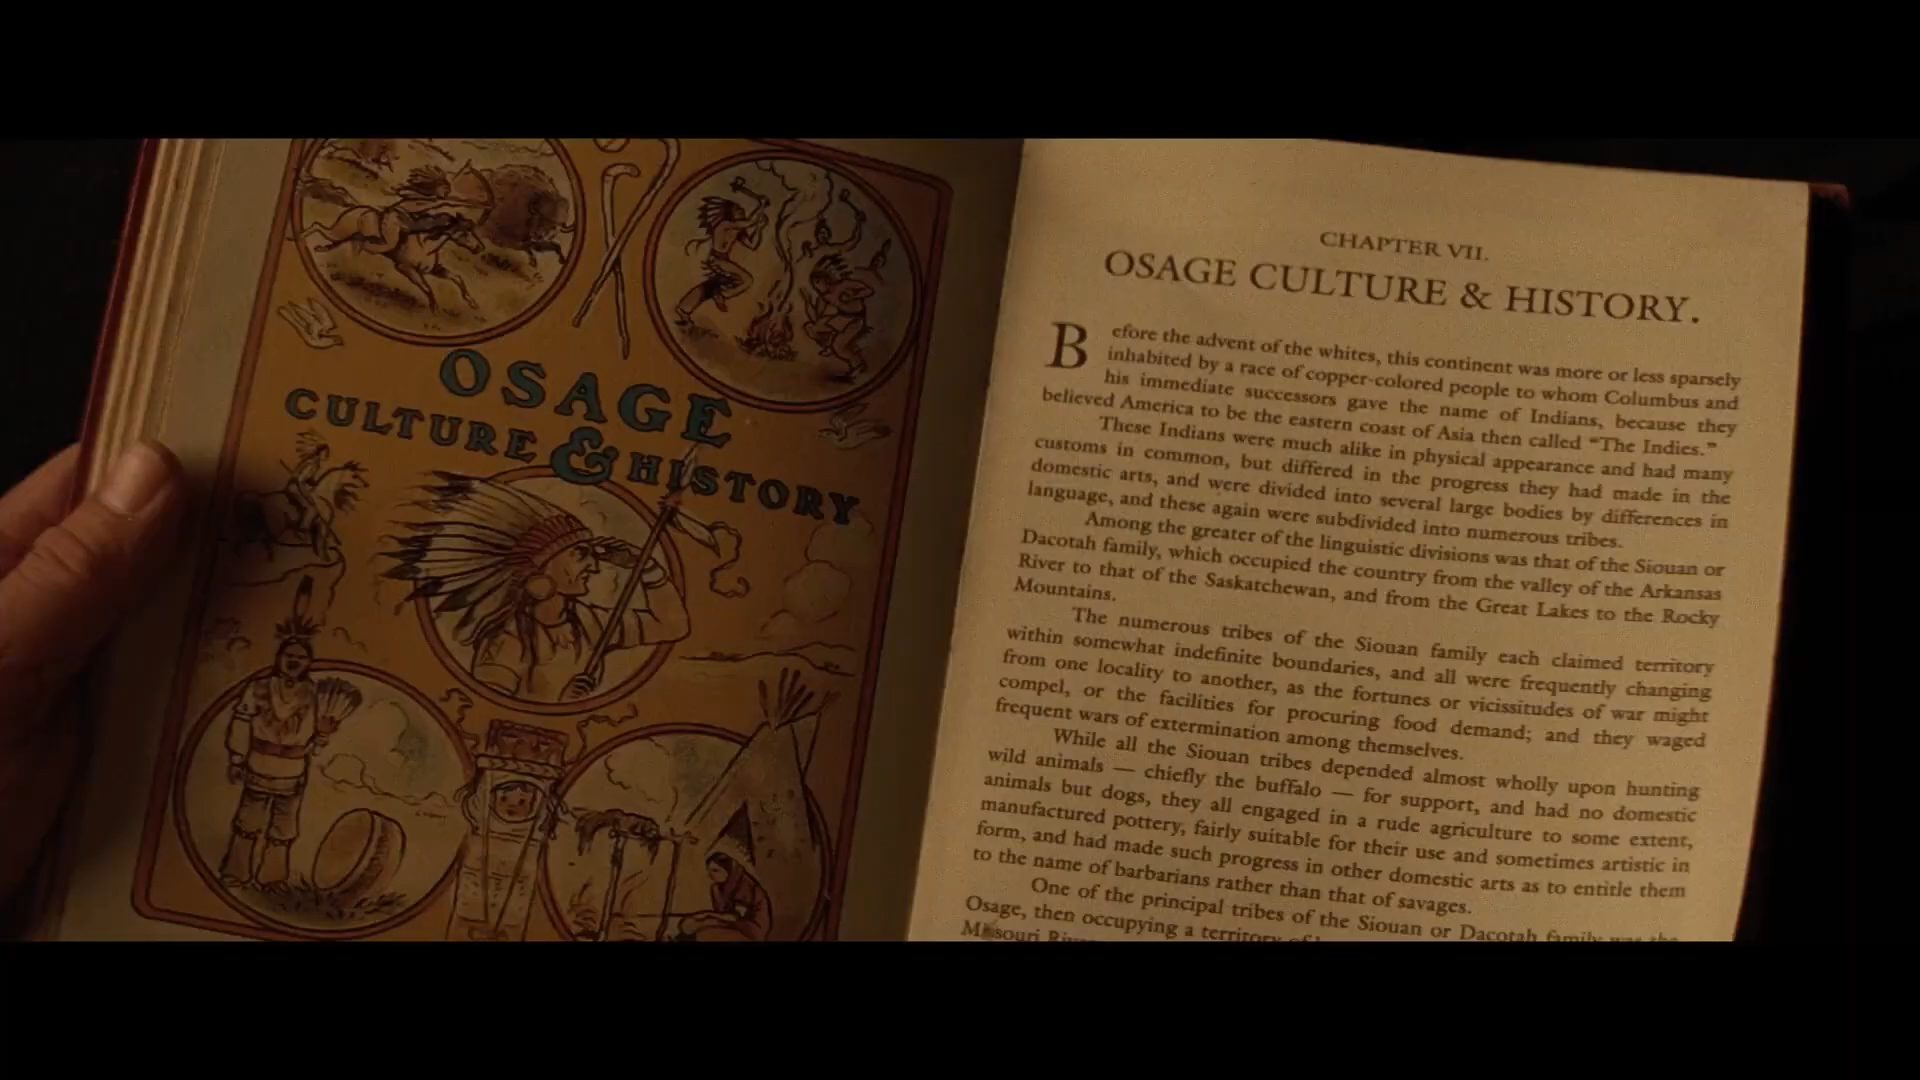 OSAGE
CULTURE & HISTORY
CHAPTER VII.
OSAGE CULTURE & HISTORY.
Before the advent of the whites, this continent was more or less sparsely
inhabited by a race of copper-colored people to whom Columbus and
his immediate successors gave the name of Indians, because they
believed America to be the eastern coast of Asia then called “The Indies.”
These Indians were much alike in physical appearance and had many
customs in common, but differed in the progress they had made in the
domestic arts, and were divided into several large bodies by differences in
language, and these again were subdivided into numerous tribes.
Among the greater of the linguistic divisions was that of the Siouan or
Dacotah family, which occupied the country from the valley of the Arkansas
River to that of the Saskatchewan, and from the Great Lakes to the Rocky
Mountains.
The numerous tribes of the Siouan family each claimed territory
within somewhat indefinite boundaries, and all were frequently changing
from one locality to another, as the fortunes or vicissitudes of war might
compel, or the facilities for procuring food demand; and they waged
frequent wars of extermination among themselves.
While all the Siouan tribes depended almost wholly upon hunting
wild animals — chiefly the buffalo — for support, and had no domestic
animals but dogs, they all engaged in a rude agriculture to some extent,
manufactured pottery, fairly suitable for their use and sometimes artistic in
form, and had made such progress in other domestic arts as to entitle them
to the name of barbarians rather than that of savages.
One of the principal tribes of the Siouan or Dacotah family was the
Osage, then occupying a territory of
Missouri